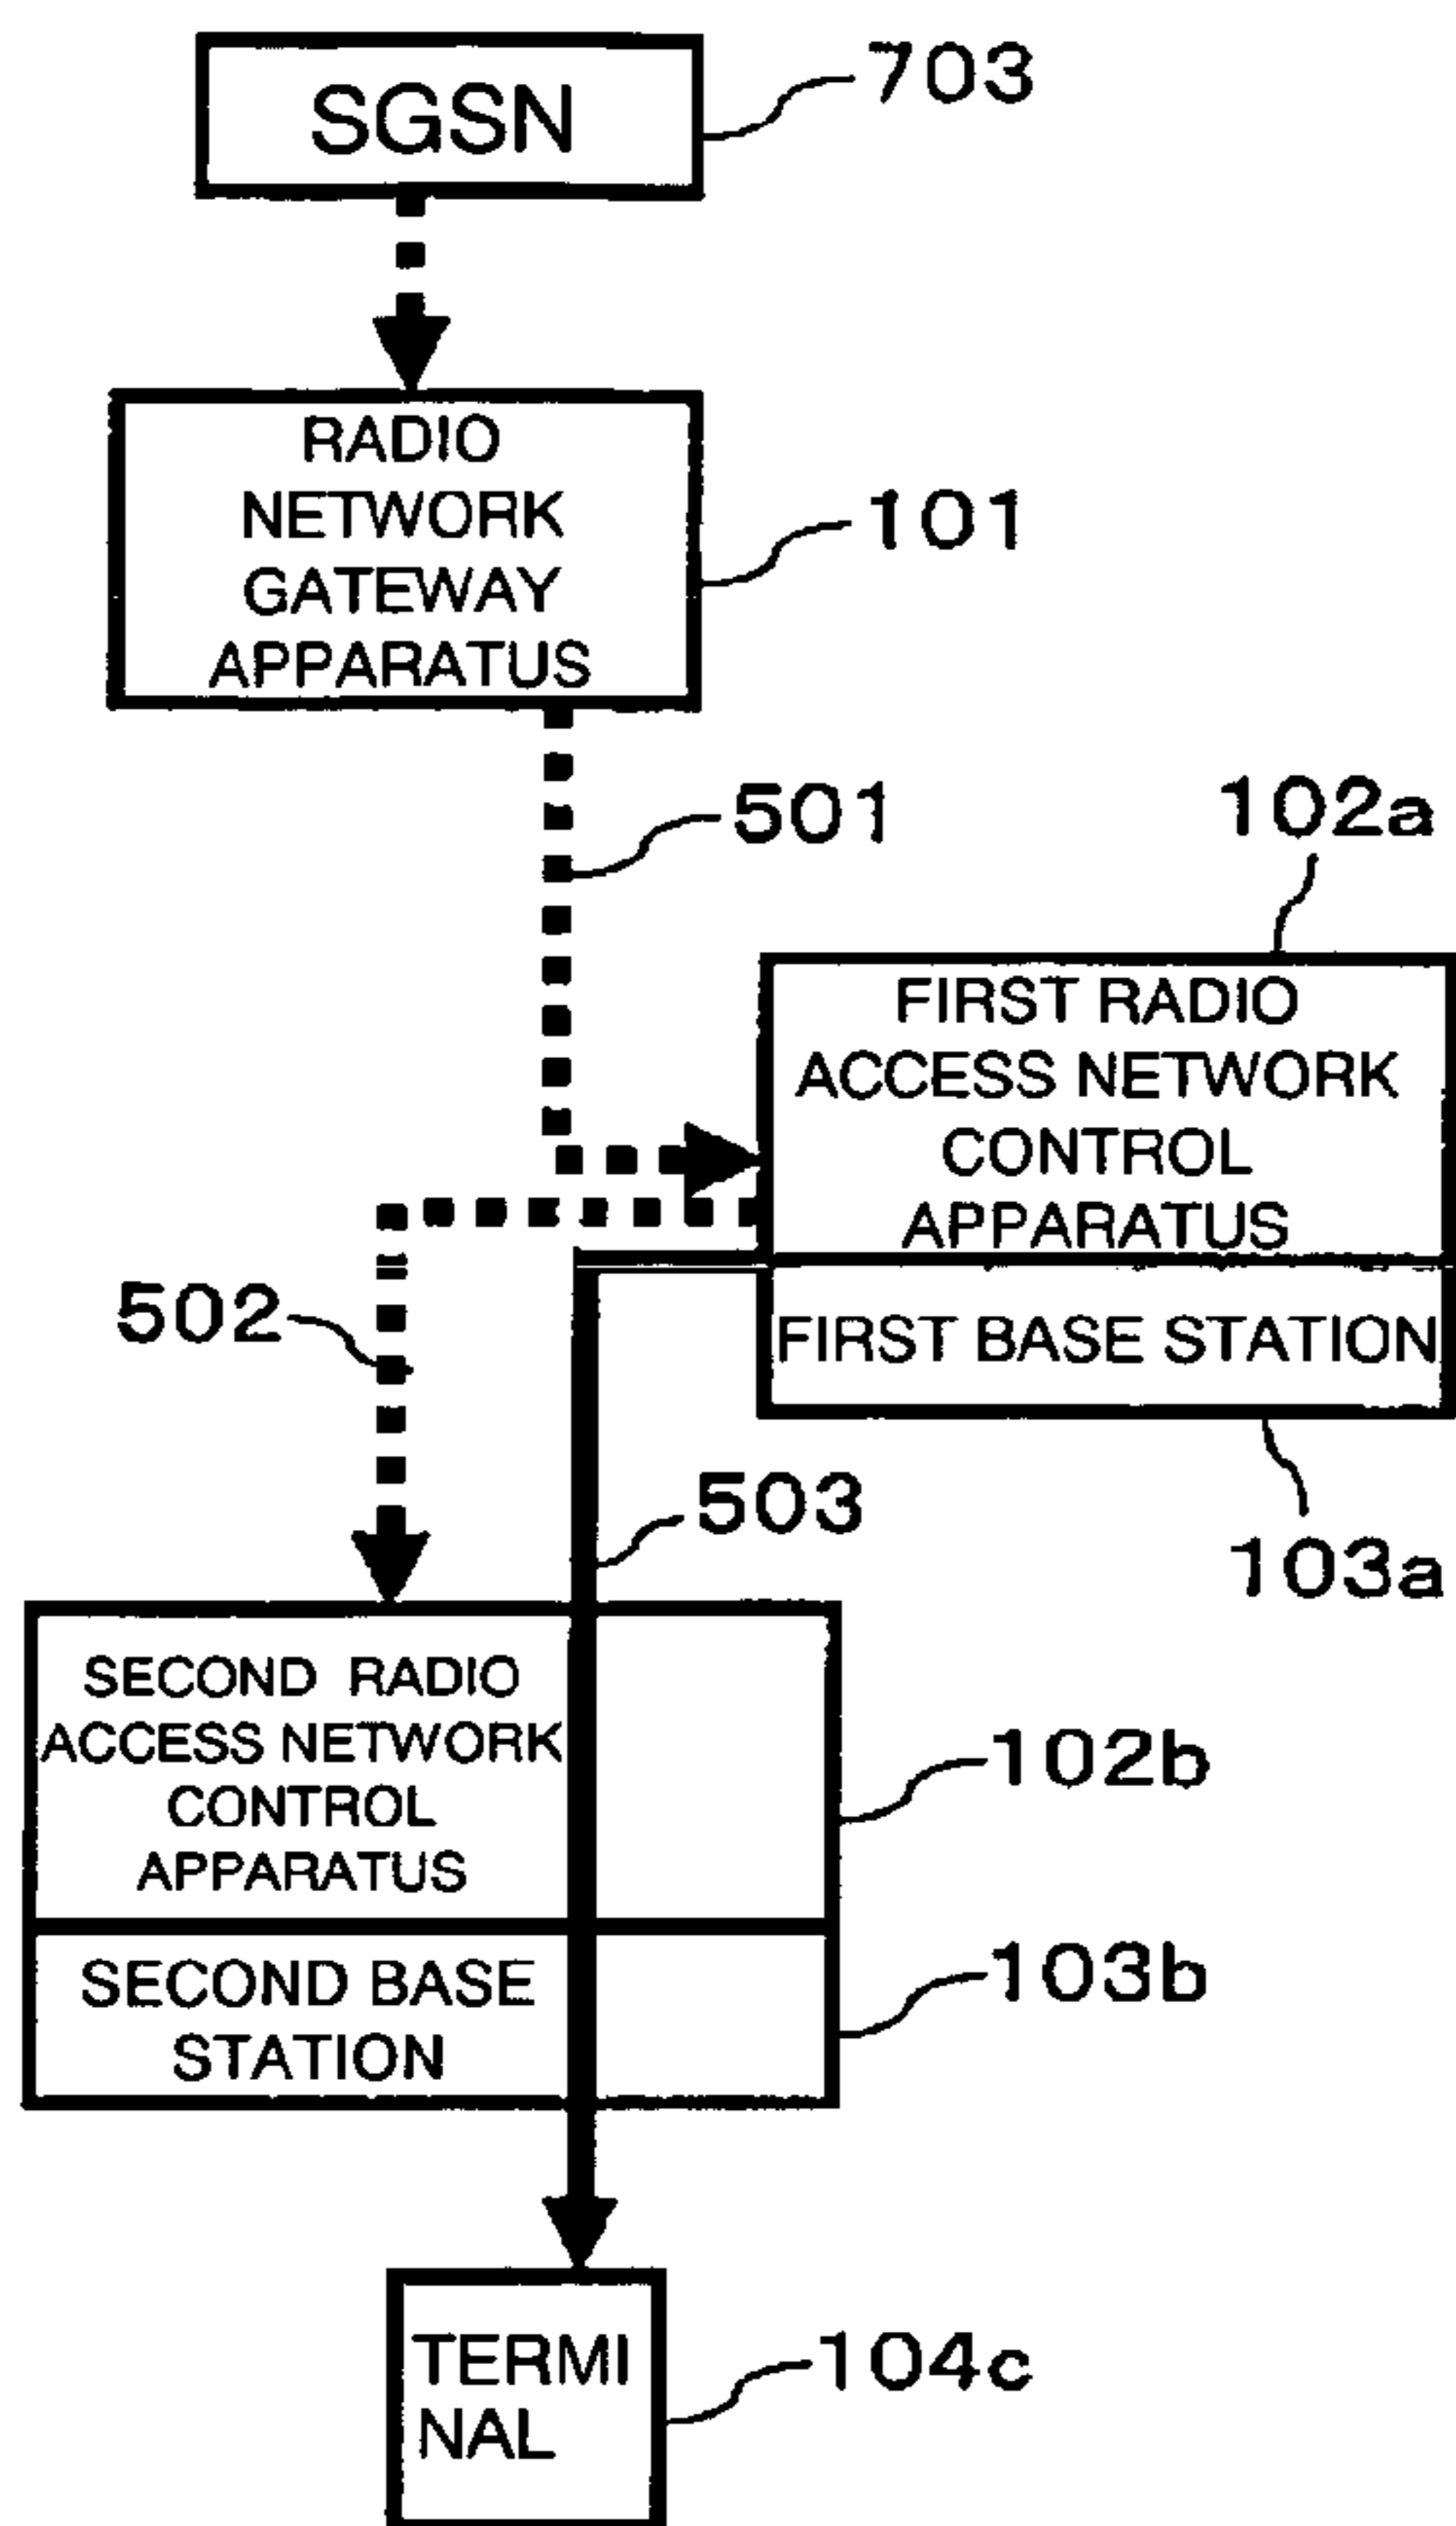 SGSN
703
RADIO
NETWORK
GATEWAY
APPARATUS
101
501
102a
FIRST RADIO
ACCESS NETWORK
CONTROL
APPARATUS
502
FIRST BASE STATION
503
103a
SECOND RADIO
ACCESS NETWORK
CONTROL
APPARATUS
102b
SECOND BASE
STATION
103b
TERMI
NAL
104c